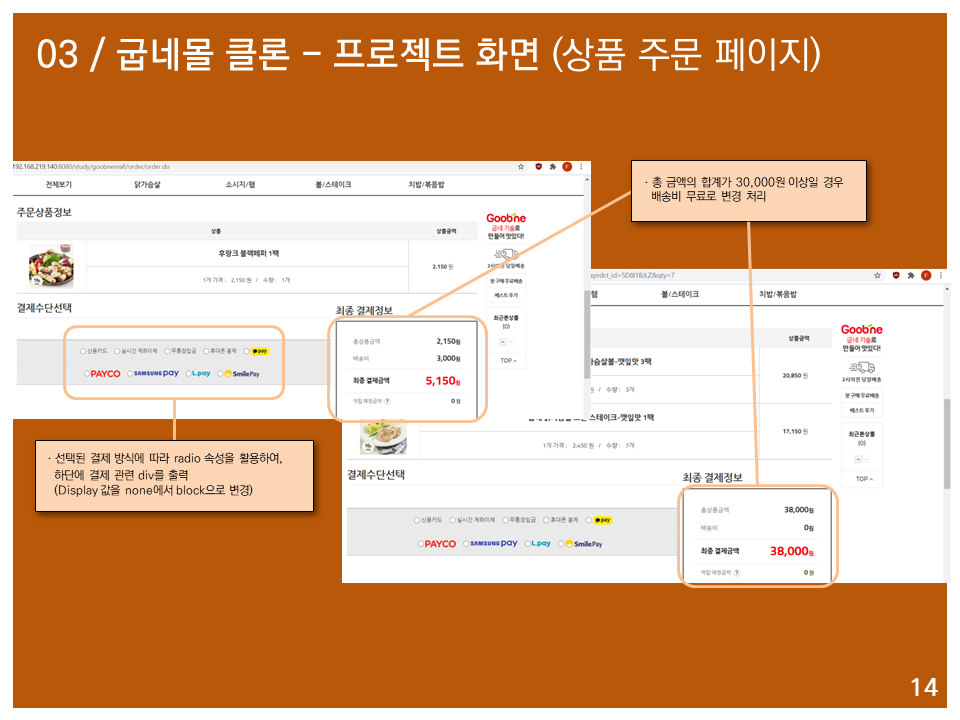 03 / 굽네몰 클론 – 프로젝트 화면 (상품 주문 페이지)
192.168.219.140:8080/study/goobnemall/order/order.do
전체보기 닭가슴살 소시지/햄 볼/스테이크 치밥/볶음밥
주문상품정보
상품 상품금액
후랑크 블랙페퍼 1팩
1개 가격 : 2,150 원 / 수량 : 1개
2,150 원
결제수단선택
신용카드 실시간 계좌이체 무통장입금 휴대폰 결제 pay
PAYCO SAMSUNG pay L.pay SmilePay
최종 결제정보
총상품금액 2,150원
배송비 3,000원
최종 결제금액 5,150원
적립 예정금액 ? 0 원
Goobne
굽네 기술로
만들어 맛있다!
2시이전 당일배송
첫구매 무료배송
베스트 후기
최근본상품
(0)
TOP
· 총 금액의 합계가 30,000원 이상일 경우
배송비 무료로 변경 처리
· 선택된 결제 방식에 따라 radio 속성을 활용하여,
하단에 결제 관련 div를 출력
(Display 값을 none에서 block으로 변경)
prdct_id=5D8I1BJLZ&qty=7
햄 볼/스테이크 치밥/볶음밥
상품금액
가슴살볼-깻잎맛 3팩
원 / 수량 : 3개
20,850 원
스테이크-깻잎맛 1팩
1개 가격 : 2,450 원 / 수량 : 7개
17,150 원
결제수단선택
신용카드 실시간 계좌이체 무통장입금 휴대폰 결제 pay
PAYCO SAMSUNG pay L.pay SmilePay
최종 결제정보
총상품금액 38,000원
배송비 0원
최종 결제금액 38,000원
적립 예정금액 ? 0 원
Goobne
굽네 기술로
만들어 맛있다!
2시이전 당일배송
첫구매 무료배송
베스트 후기
최근본상품
(0)
TOP
14